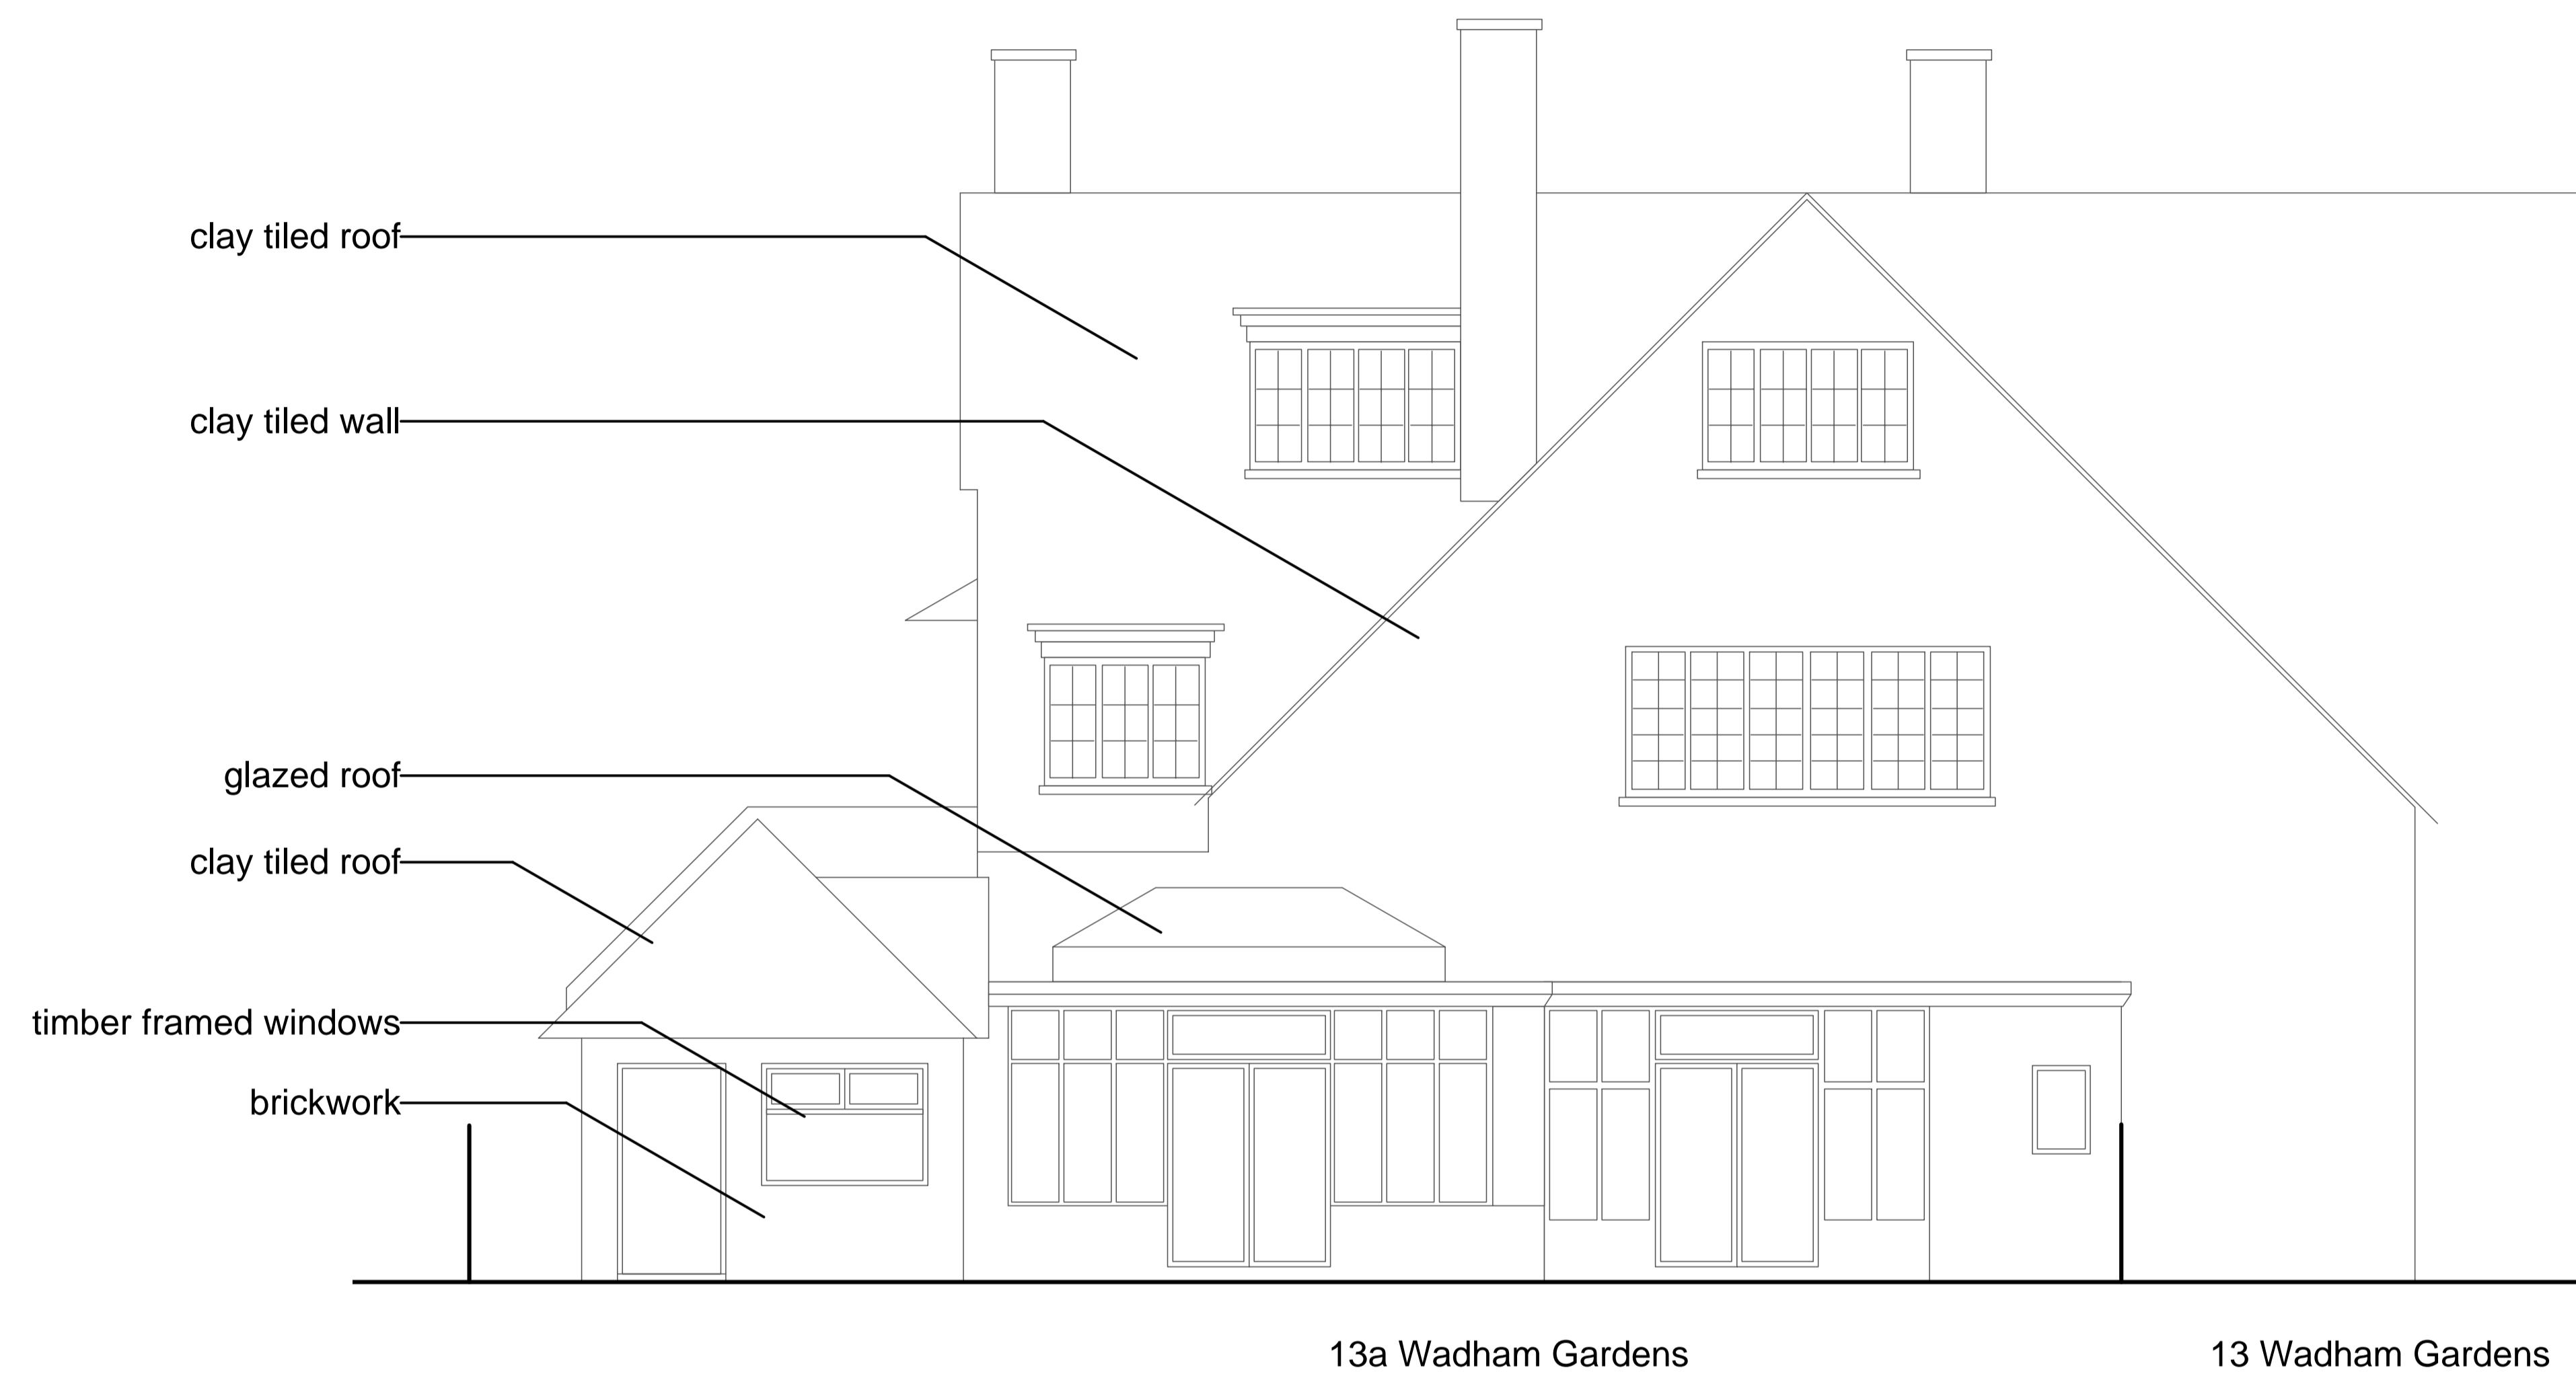 clay tiled roof
clay tiled wall
glazed roof
clay tiled roof
timber framed windows
brickwork
13a Wadham Gardens
13 Wadham Gardens